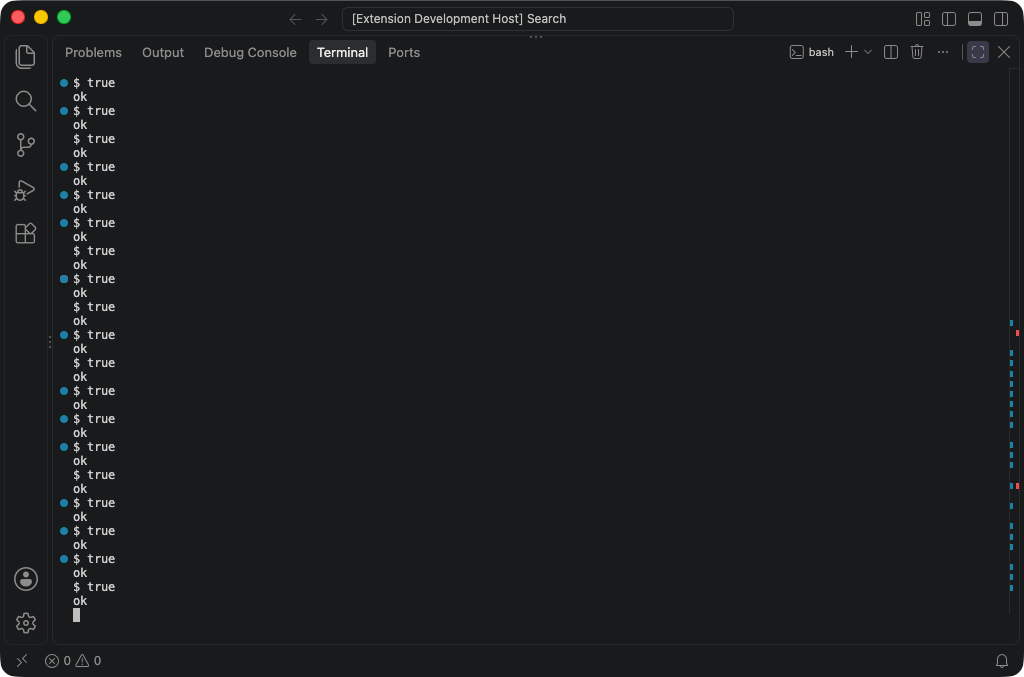 [Extension Development Host] Search
Problems Output Debug Console Terminal Ports bash
$ true
ok
$ true
ok
$ true
ok
$ true
ok
$ true
ok
$ true
ok
$ true
ok
$ true
ok
$ true
ok
$ true
ok
$ true
ok
$ true
ok
$ true
ok
$ true
ok
$ true
ok
$ true
ok
$ true
ok
$ true
ok
$ true
ok
0 0